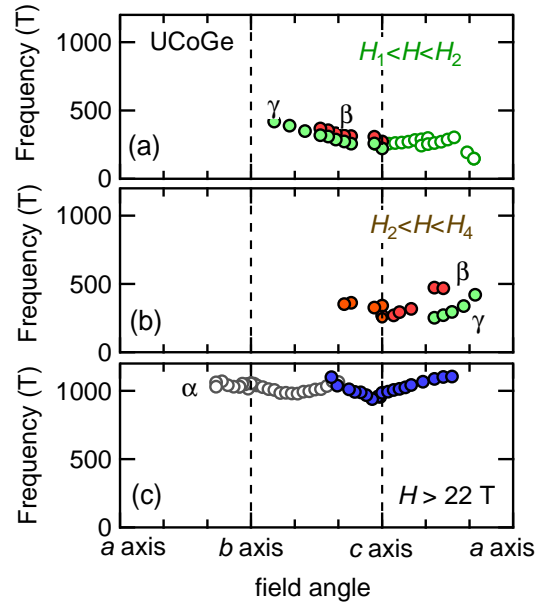 UCoGe
H₁<H<H₂
γ
β
(a)
Frequency (T)
1000
500
0
H₂<H<H₄
β
γ
(b)
Frequency (T)
1000
500
0
α
(c)
H > 22 T
Frequency (T)
1000
500
0
a axis b axis c axis a axis
field angle